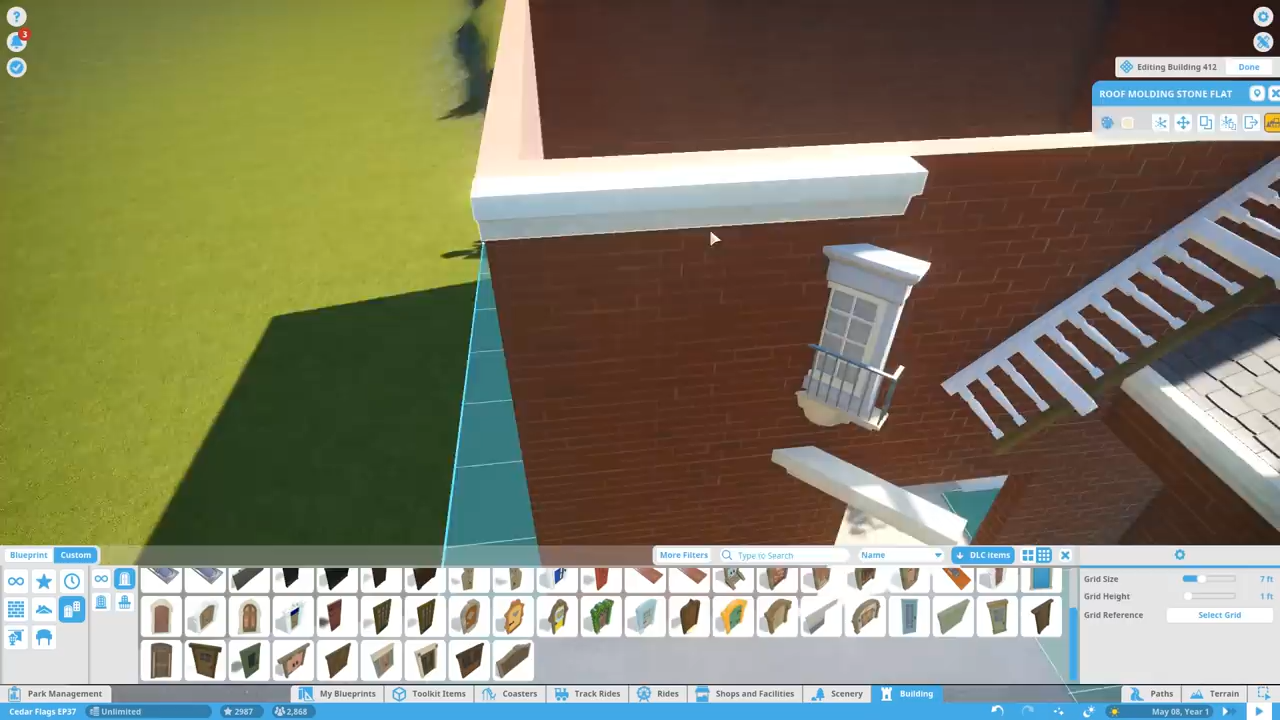 ?
3
Editing Building 412
Done
ROOF MOLDING STONE FLAT
Blueprint
Custom
More Filters
Type to Search
Name
DLC Items
Grid Size
7 ft
Grid Height
1 ft
Grid Reference
Select Grid
Park Management
My Blueprints
Toolkit Items
Coasters
Track Rides
Rides
Shops and Facilities
Scenery
Building
Paths
Terrain
Cedar Flags EP37
Unlimited
2987
2,868
May 08, Year 1